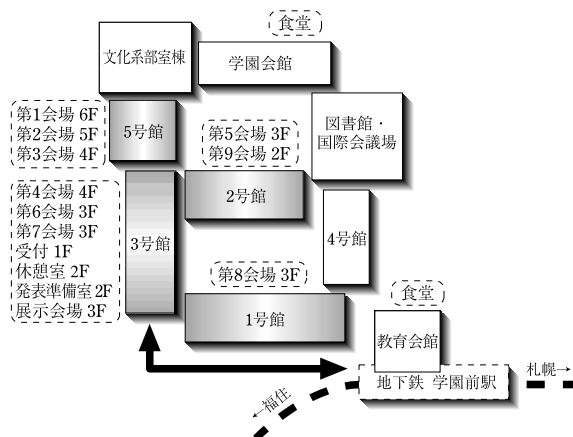 食堂
文化系部室棟
学園会館
第1会場 6F
第2会場 5F
第3会場 4F
5号館
第5会場 3F
第9会場 2F
図書館・
国際会議場
第4会場 4F
第6会場 3F
第7会場 3F
受付 1F
休憩室 2F
発表準備室 2F
展示会場 3F
3号館
2号館
4号館
第8会場 3F
1号館
食堂
教育会館
地下鉄 学園前駅
札幌→
←福住